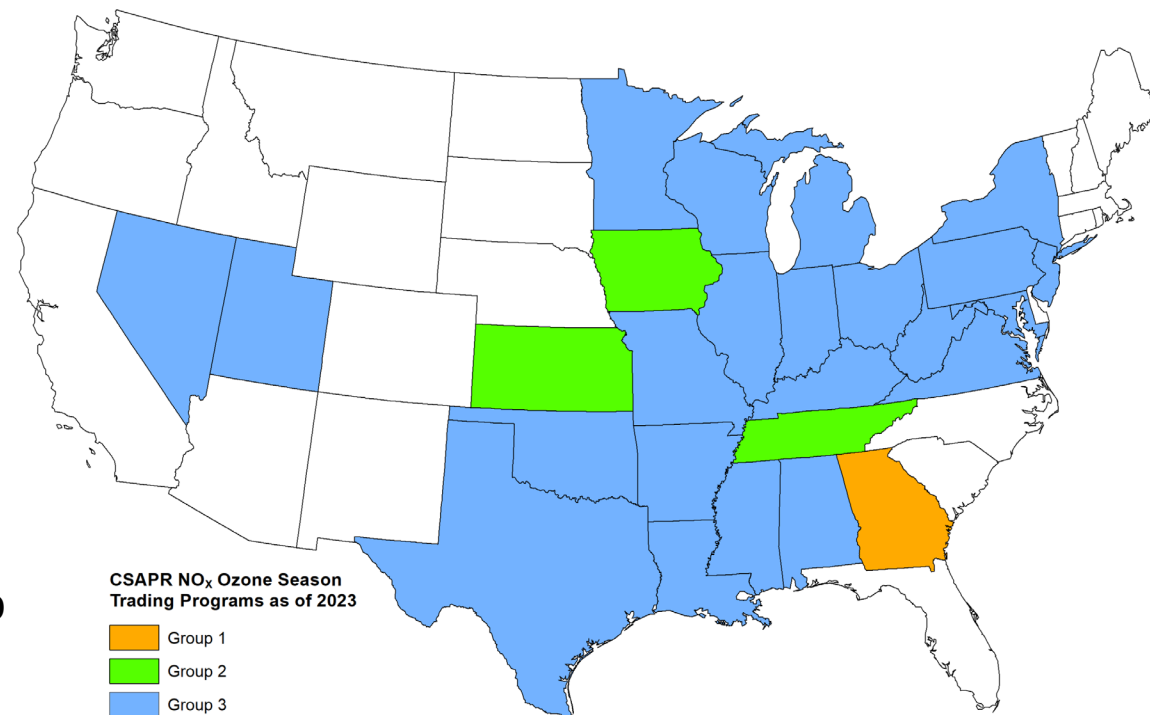 CSAPR NOₓ Ozone Season
Trading Programs as of 2023
Group 1
Group 2
Group 3